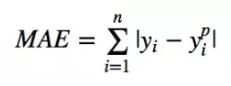 MAE = \sum_{i=1}^{n} |y_i - y_i^p|